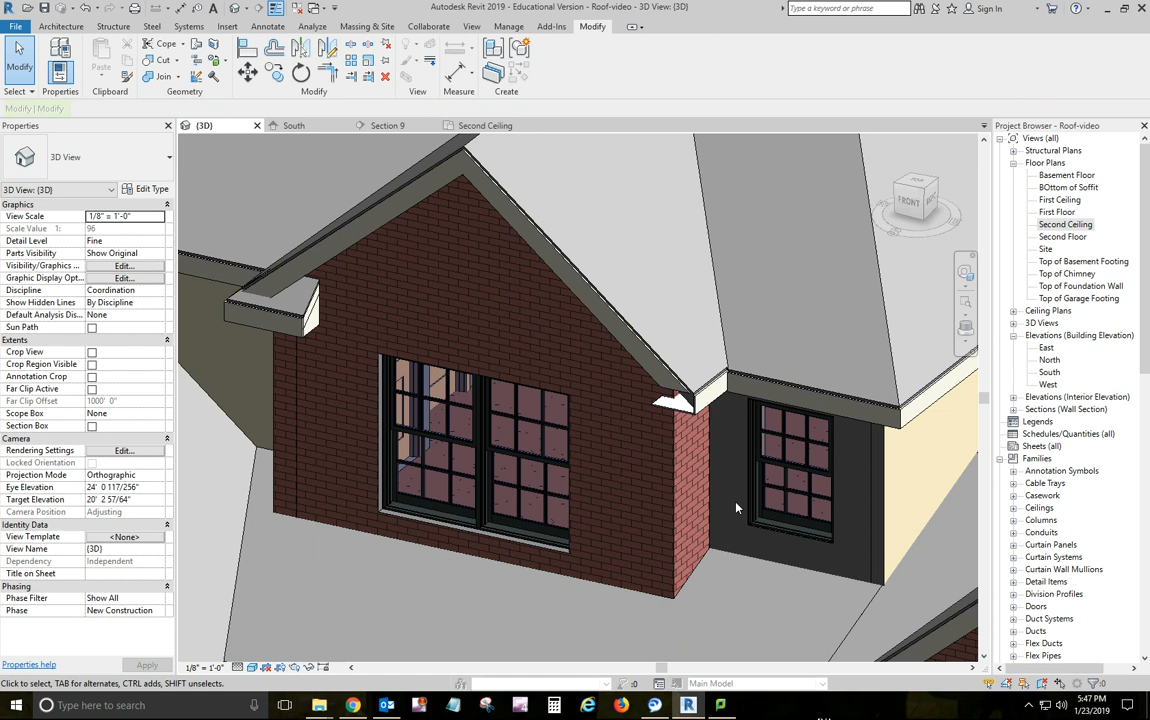 Autodesk Revit 2019 - Educational Version - Roof-video - 3D View: {3D}
Type a keyword or phrase
Sign In
File Architecture Structure Steel Systems Insert Annotate Analyze Massing & Site Collaborate View Manage Add-Ins Modify
Modify
Paste
Cope
Cut
Join
Select Properties Clipboard Geometry Modify View Measure Create
Modify | Modify
Properties
{3D} South Section 9 Second Ceiling
Project Browser - Roof-video
3D View
3D View: {3D} Edit Type
Graphics
View Scale 1/8" = 1'-0"
Scale Value 1: 96
Detail Level Fine
Parts Visibility Show Original
Visibility/Graphics ... Edit...
Graphic Display Opt... Edit...
Discipline Coordination
Show Hidden Lines By Discipline
Default Analysis Dis... None
Sun Path
Extents
Crop View
Crop Region Visible
Annotation Crop
Far Clip Active
Far Clip Offset 1000' 0"
Scope Box None
Section Box
Camera
Rendering Settings Edit...
Locked Orientation
Projection Mode Orthographic
Eye Elevation 24' 0 117/256"
Target Elevation 20' 2 57/64"
Camera Position Adjusting
Identity Data
View Template <None>
View Name {3D}
Dependency Independent
Title on Sheet
Phasing
Phase Filter Show All
Phase New Construction
Properties help Apply
FRONT
Views (all)
Structural Plans
Floor Plans
Basement Floor
BOttom of Soffit
First Ceiling
First Floor
Second Ceiling
Second Floor
Site
Top of Basement Footing
Top of Chimney
Top of Foundation Wall
Top of Garage Footing
Ceiling Plans
3D Views
Elevations (Building Elevation)
East
North
South
West
Elevations (Interior Elevation)
Sections (Wall Section)
Legends
Schedules/Quantities (all)
Sheets (all)
Families
Annotation Symbols
Cable Trays
Casework
Ceilings
Columns
Conduits
Curtain Panels
Curtain Systems
Curtain Wall Mullions
Detail Items
Division Profiles
Doors
Duct Systems
Ducts
Flex Ducts
Flex Pipes
1/8" = 1'-0"
Click to select, TAB for alternates, CTRL adds, SHIFT unselects.
:0
Main Model
:0
Type here to search
5:47 PM
1/23/2019